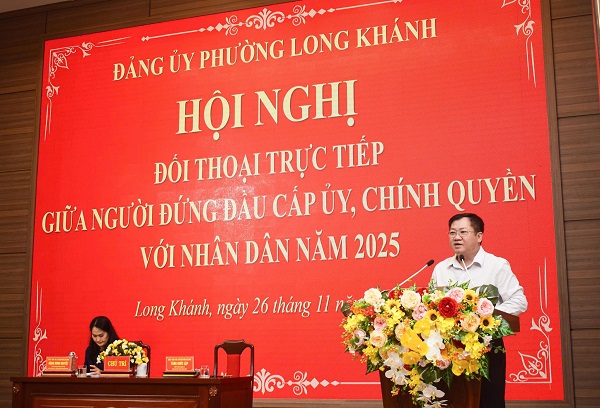 ĐẢNG ỦY PHƯỜNG LONG KHÁNH
HỘI NGHỊ
ĐỐI THOẠI TRỰC TIẾP
GIỮA NGƯỜI ĐỨNG ĐẦU CẤP ỦY, CHÍNH QUYỀN
VỚI NHÂN DÂN NĂM 2025
Long Khánh, ngày 26 tháng 11
CHỦ TRÌ